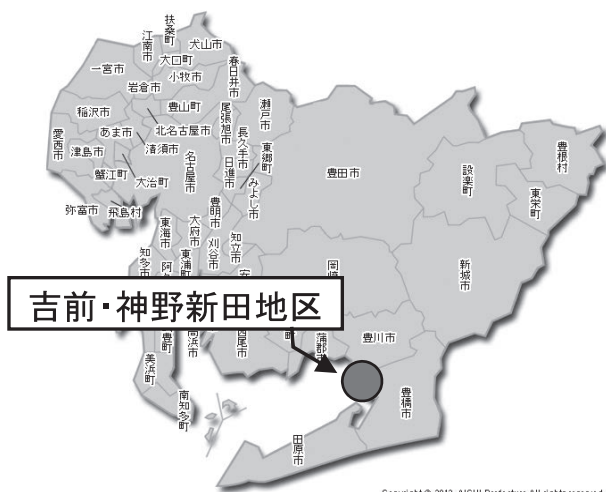 扶桑町
犬山市
江南市
大口町
一宮市
小牧市
岩倉市
春日井市
稲沢市
豊山町
瀬戸市
あま市
北名古屋市
尾張旭市
長久手市
愛西市
津島市
清須市
東郷町
豊根村
蟹江町
大治町
名古屋市
日進市
みよし市
豊田市
設楽町
東栄町
弥富市
飛島村
豊明市
東海市
大府市
刈谷市
知立市
新城市
知多市
東浦町
吉前・神野新田地区
高浜市
西尾市
蒲郡市
豊川市
美浜町
南知多町
豊橋市
田原市